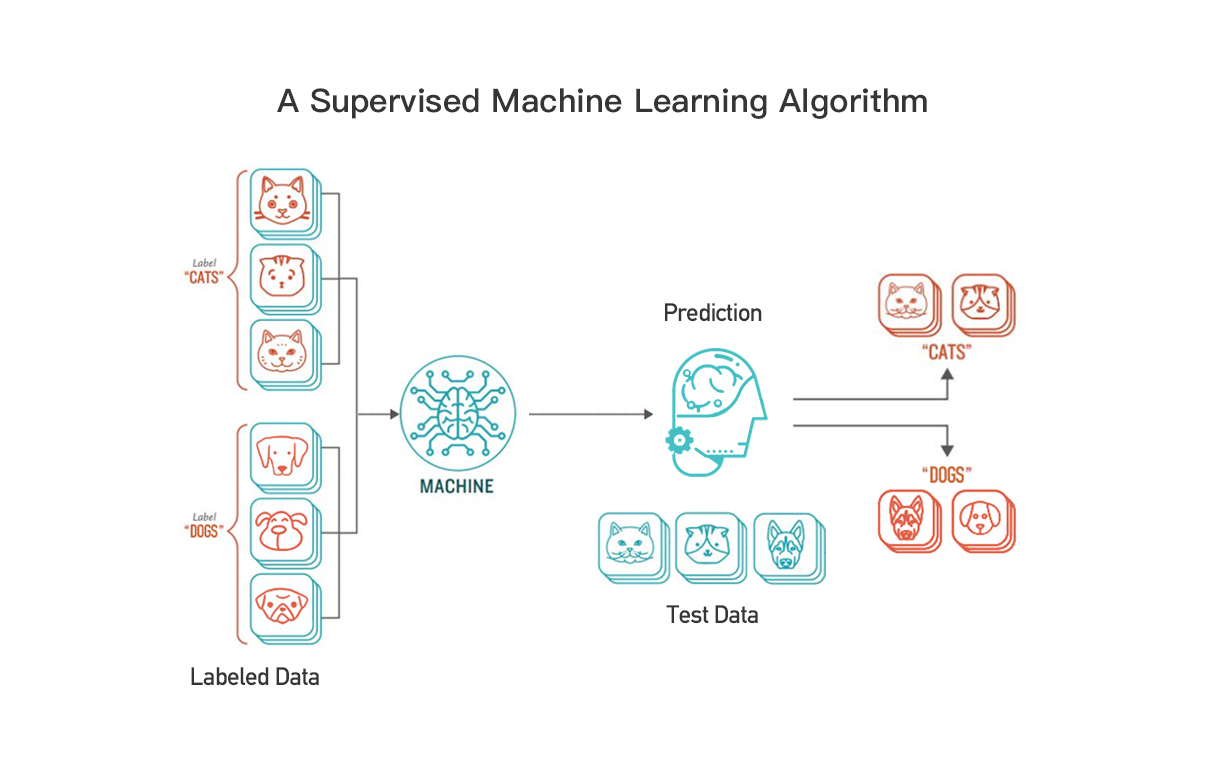 A Supervised Machine Learning Algorithm
Label
“CATS”
Label
“DOGS”
Labeled Data
MACHINE
Prediction
Test Data
“CATS”
“DOGS”